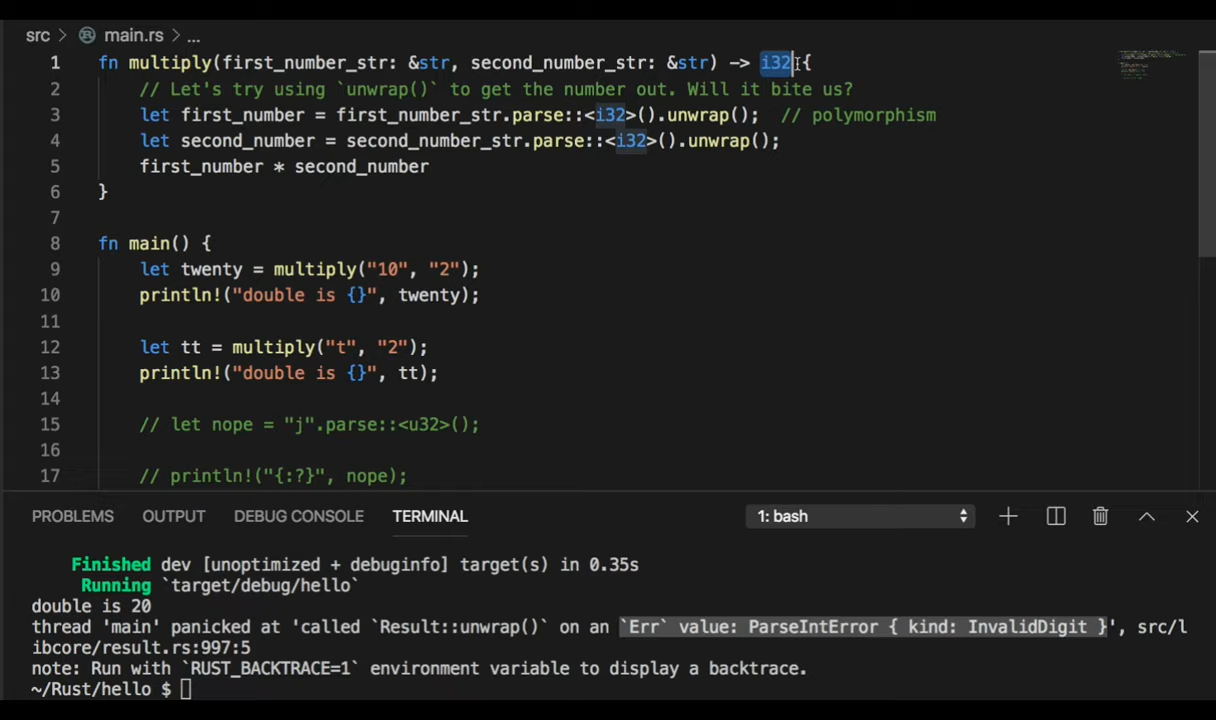 src > main.rs > ...
1 fn multiply(first_number_str: &str, second_number_str: &str) -> i32 {
2 // Let's try using `unwrap()` to get the number out. Will it bite us?
3 let first_number = first_number_str.parse::<i32>().unwrap(); // polymorphism
4 let second_number = second_number_str.parse::<i32>().unwrap();
5 first_number * second_number
6 }
7
8 fn main() {
9 let twenty = multiply("10", "2");
10 println!("double is {}", twenty);
11
12 let tt = multiply("t", "2");
13 println!("double is {}", tt);
14
15 // let nope = "j".parse::<u32>();
16
17 // println!("{:?}", nope);
PROBLEMS OUTPUT DEBUG CONSOLE TERMINAL 1: bash
Finished dev [unoptimized + debuginfo] target(s) in 0.35s
Running `target/debug/hello`
double is 20
thread 'main' panicked at 'called `Result::unwrap()` on an `Err` value: ParseIntError { kind: InvalidDigit }', src/l
ibcore/result.rs:997:5
note: Run with `RUST_BACKTRACE=1` environment variable to display a backtrace.
~/Rust/hello $